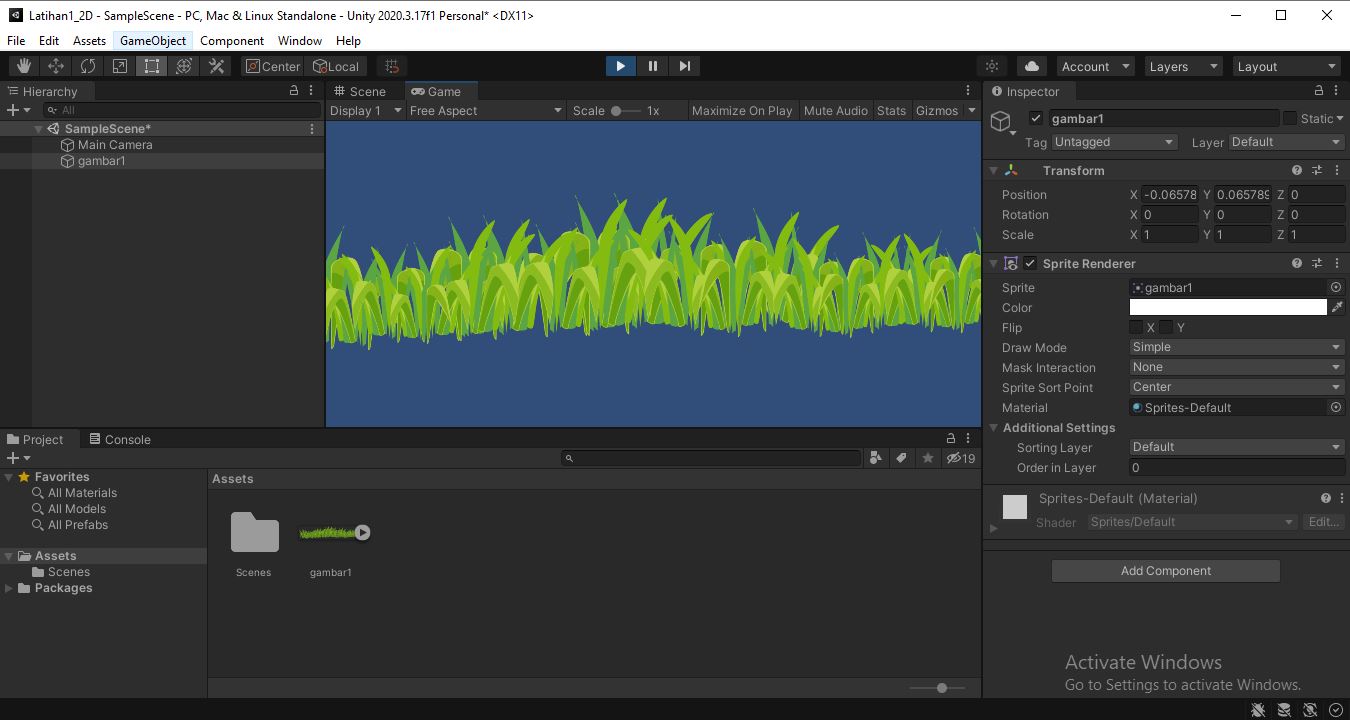 Latihan1_2D - SampleScene - PC, Mac & Linux Standalone - Unity 2020.3.17f1 Personal* <DX11>
File Edit Assets GameObject Component Window Help
Center Local Account Layers Layout
Hierarchy
All
SampleScene*
Main Camera
gambar1
Scene Game
Display 1 Free Aspect Scale 1x Maximize On Play Mute Audio Stats Gizmos
Inspector
gambar1 Static
Tag Untagged Layer Default
Transform
Position X -0.06578 Y 0.065789 Z 0
Rotation X 0 Y 0 Z 0
Scale X 1 Y 1 Z 1
Sprite Renderer
Sprite gambar1
Color
Flip X Y
Draw Mode Simple
Mask Interaction None
Sprite Sort Point Center
Material Sprites-Default
Additional Settings
Sorting Layer Default
Order in Layer 0
Sprites-Default (Material)
Shader Sprites/Default Edit...
Add Component
Project Console
19
Favorites
All Materials
All Models
All Prefabs
Assets
Scenes
Packages
Assets
Scenes gambar1
Activate Windows
Go to Settings to activate Windows.